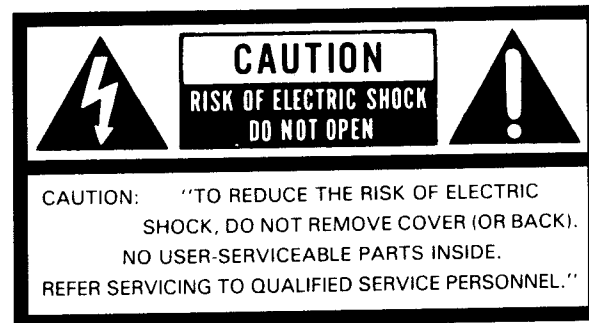 CAUTION
RISK OF ELECTRIC SHOCK
DO NOT OPEN
CAUTION: ''TO REDUCE THE RISK OF ELECTRIC
SHOCK, DO NOT REMOVE COVER (OR BACK).
NO USER-SERVICEABLE PARTS INSIDE.
REFER SERVICING TO QUALIFIED SERVICE PERSONNEL.''